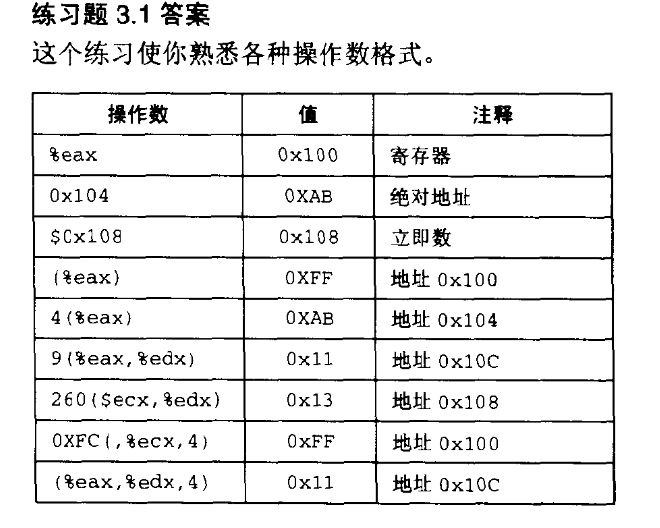 练习题 3.1 答案
这个练习使你熟悉各种操作数格式。
操作数 值 注释
%eax 0x100 寄存器
0x104 0XAB 绝对地址
$0x108 0x108 立即数
(%eax) 0XFF 地址 0x100
4(%eax) 0XAB 地址 0x104
9(%eax,%edx) 0x11 地址 0x10C
260($ecx,%edx) 0x13 地址 0x108
0XFC(,%ecx,4) 0xFF 地址 0x100
(%eax,%edx,4) 0x11 地址 0x10C